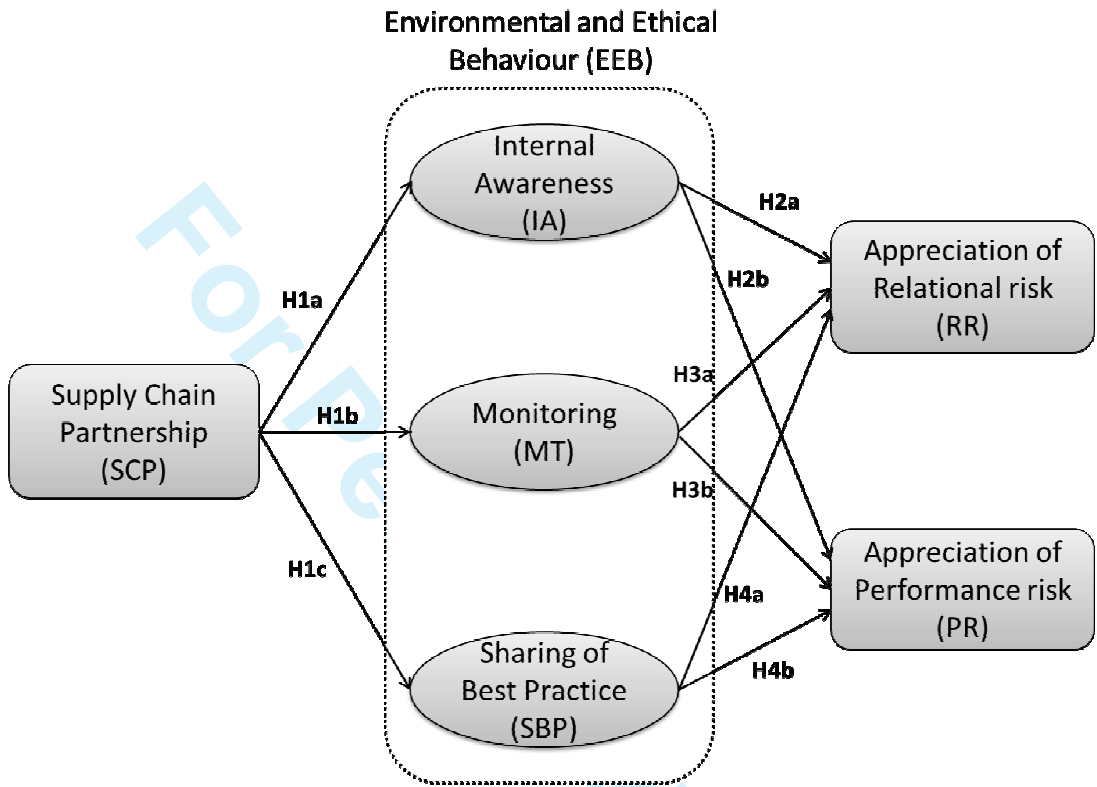 Environmental and Ethical
Behaviour (EEB)
Internal
Awareness
(IA)
H2a
Appreciation of
Relational risk
(RR)
H2b
H1a
H3a
Supply Chain
Partnership
(SCP)
H1b
Monitoring
(MT)
H3b
H1c
H4a
Appreciation of
Performance risk
(PR)
Sharing of
Best Practice
(SBP)
H4b
For Pe